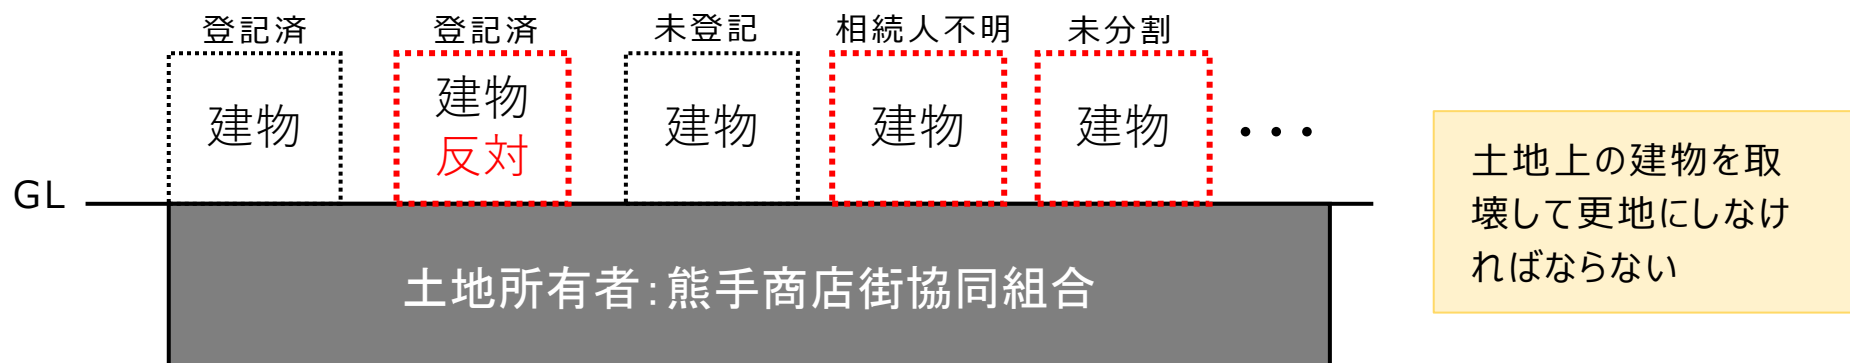 登記済
登記済
未登記
相続人不明
未分割
建物
建物
反対
建物
建物
建物
・・・
GL
土地所有者：熊手商店街協同組合
土地上の建物を取
壊して更地にしなけ
ればならない